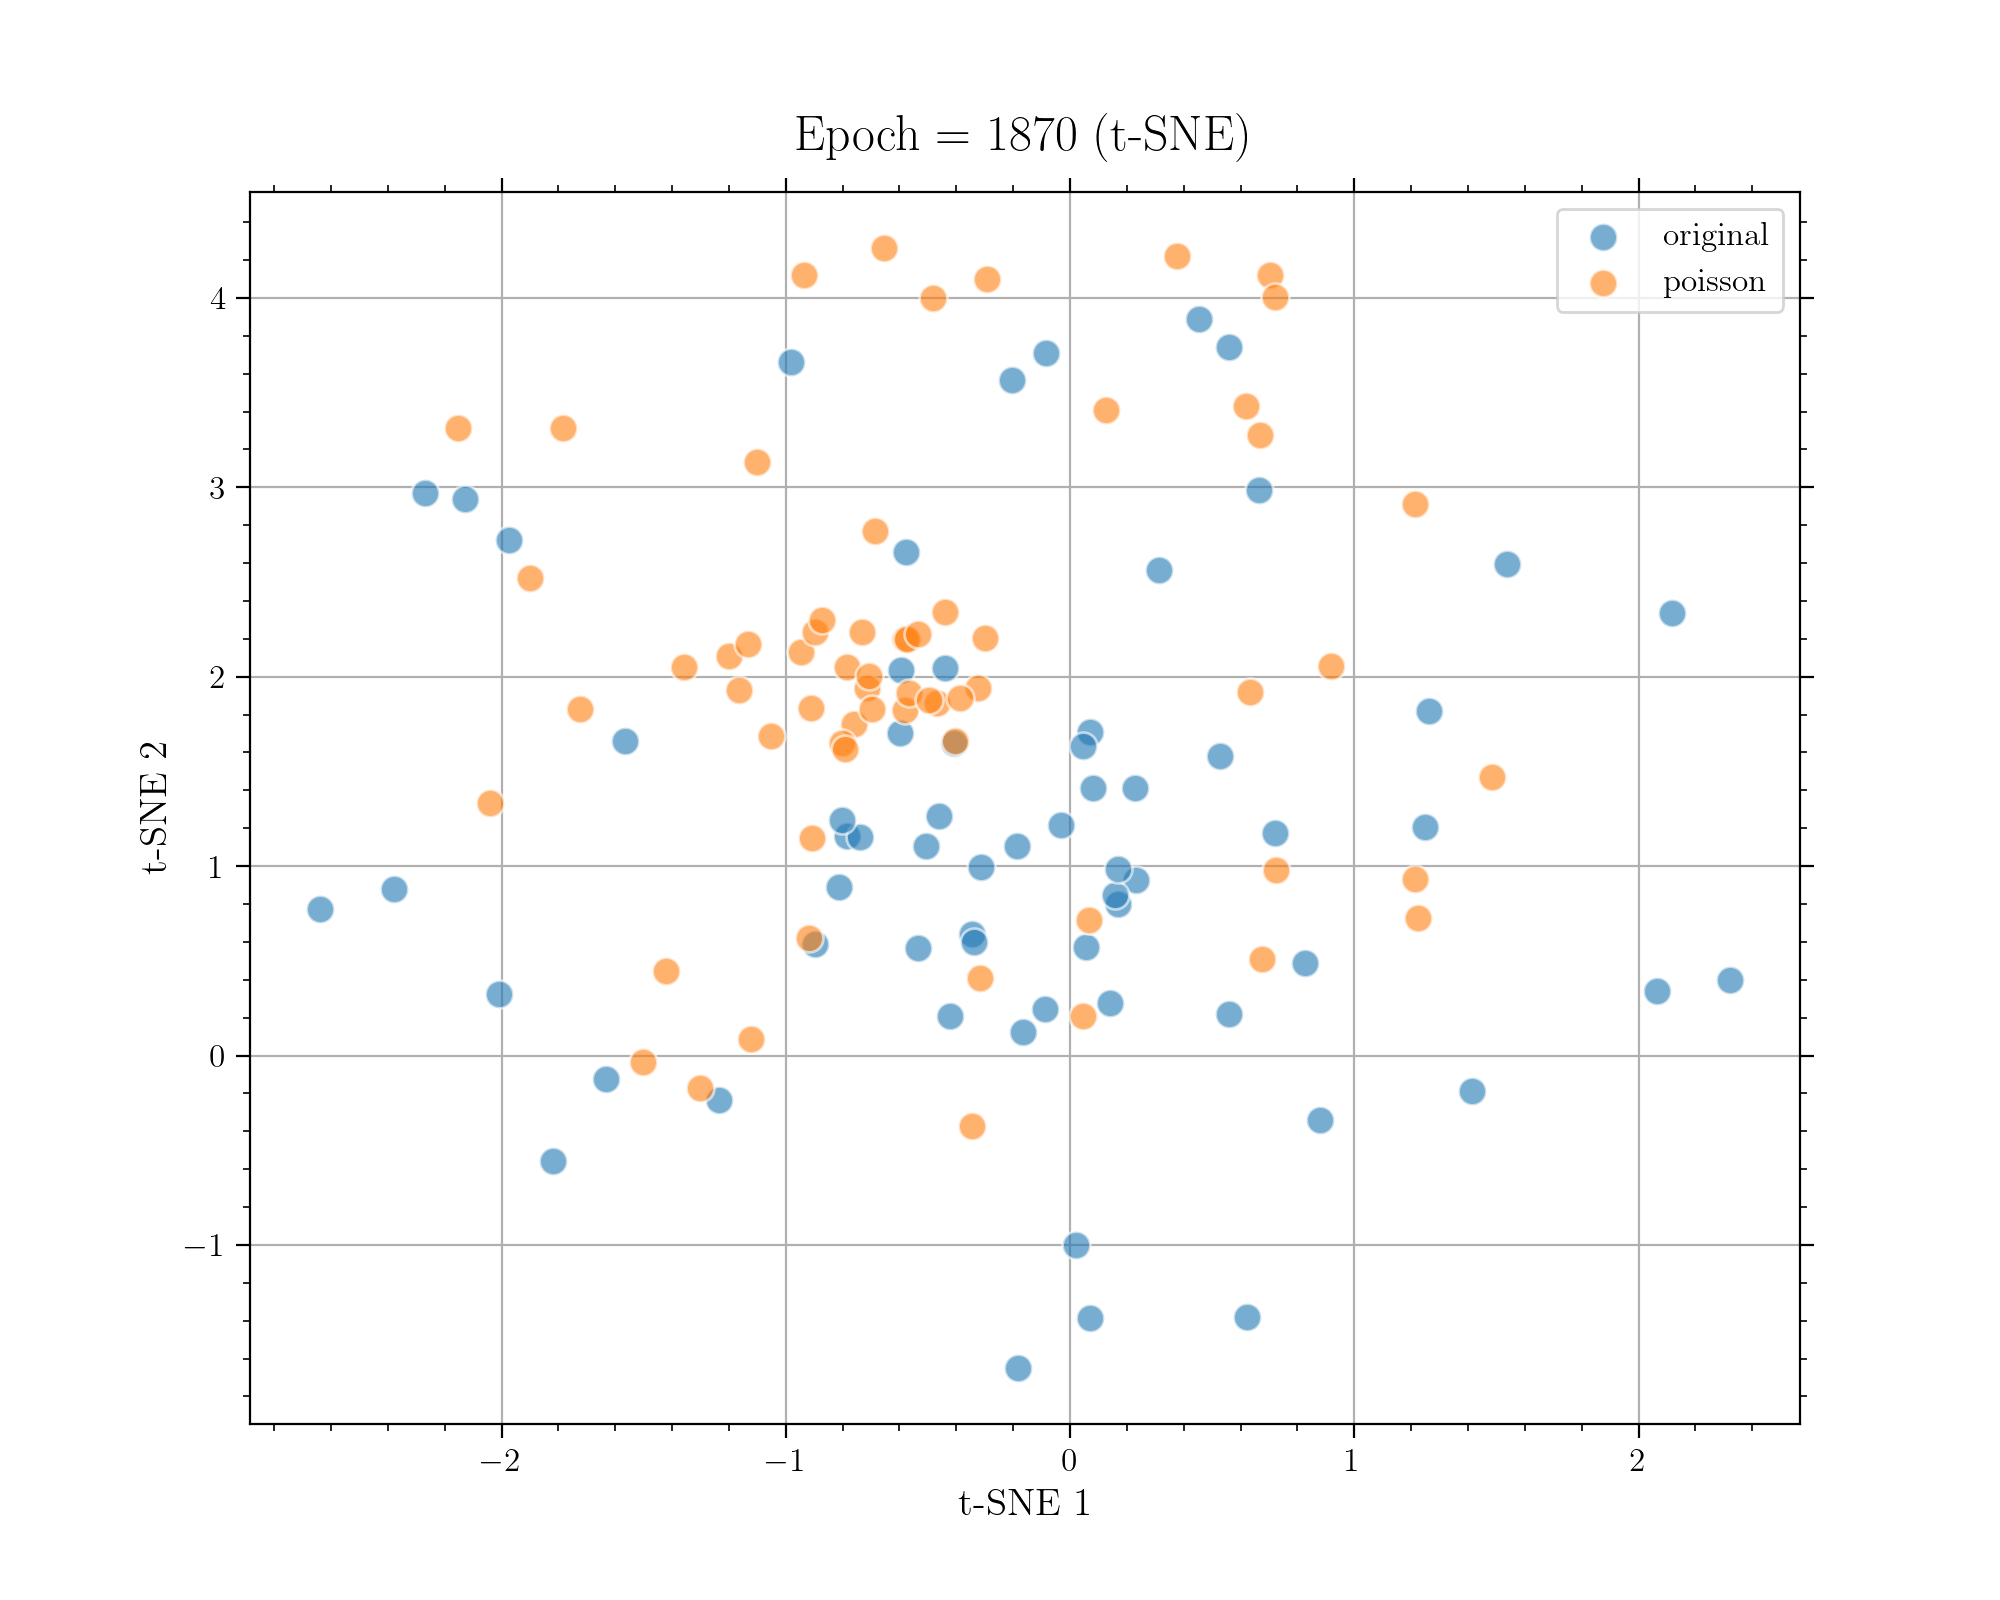 Epoch = 1870 (t-SNE)
original
poisson
4
3
2
1
0
−1
t-SNE 2
−2
−1
0
1
2
t-SNE 1